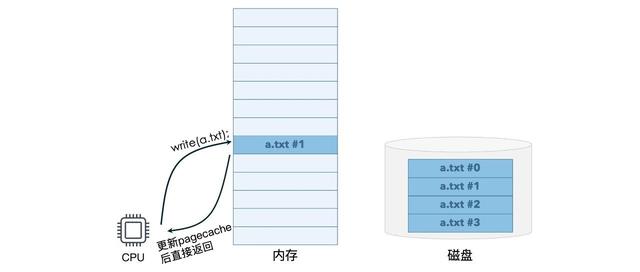 write(a.txt);
a.txt #1
更新pagecache
后直接返回
CPU
内存
a.txt #0
a.txt #1
a.txt #2
a.txt #3
磁盘